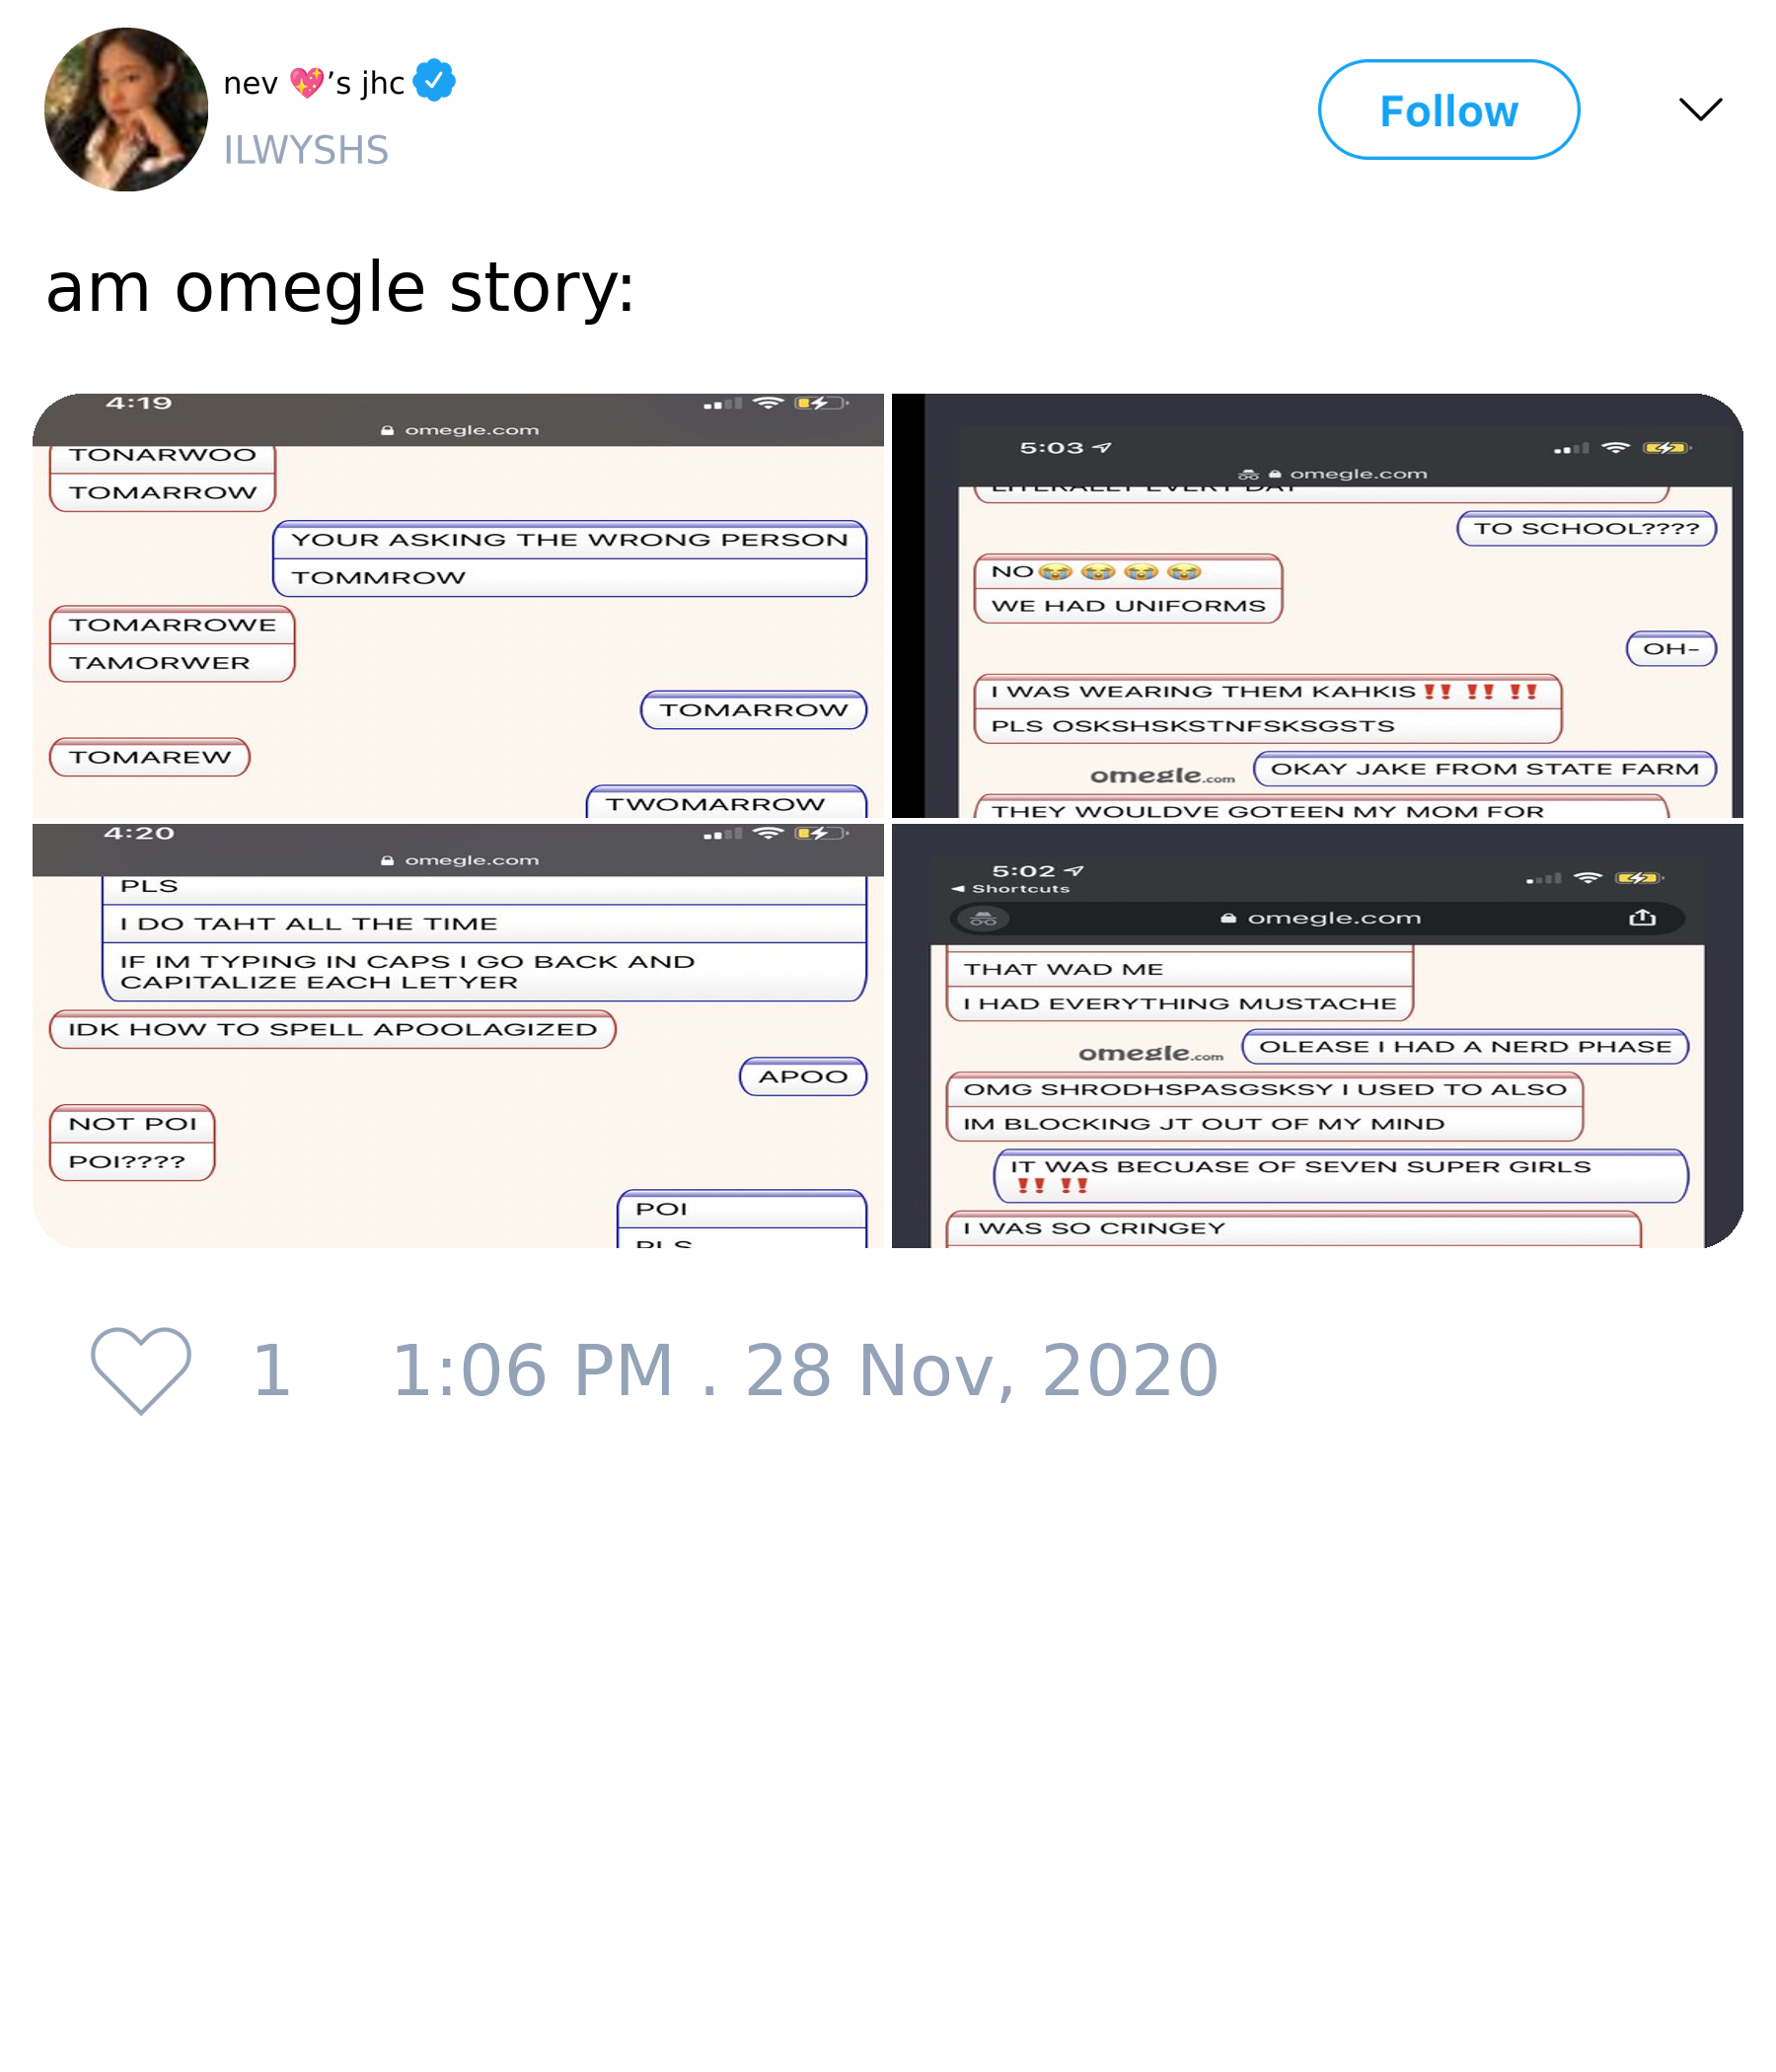 nev 💖’s jhc
ILWYSHS
Follow
am omegle story:
4:19
omegle.com
TONARWOO
TOMARROW
YOUR ASKING THE WRONG PERSON
TOMMROW
TOMARROWE
TAMORWER
TOMARROW
TOMAREW
TWOMARROW
5:03
omegle.com
LITERALLY EVERY DAY
TO SCHOOL????
NO😭 😭 😭 😭
WE HAD UNIFORMS
OH-
I WAS WEARING THEM KAHKIS‼️ ‼️ ‼️
PLS OSKSHSKSTNFSKSGSTS
omegle.com
OKAY JAKE FROM STATE FARM
THEY WOULDVE GOTEEN MY MOM FOR
4:20
omegle.com
PLS
I DO TAHT ALL THE TIME
IF IM TYPING IN CAPS I GO BACK AND
CAPITALIZE EACH LETYER
IDK HOW TO SPELL APOOLAGIZED
APOO
NOT POI
POI????
POI
PLS
5:02
Shortcuts
omegle.com
THAT WAD ME
I HAD EVERYTHING MUSTACHE
omegle.com
OLEASE I HAD A NERD PHASE
OMG SHRODHSPASGSKSY I USED TO ALSO
IM BLOCKING JT OUT OF MY MIND
IT WAS BECUASE OF SEVEN SUPER GIRLS
‼️ ‼️
I WAS SO CRINGEY
1
1:06 PM . 28 Nov, 2020